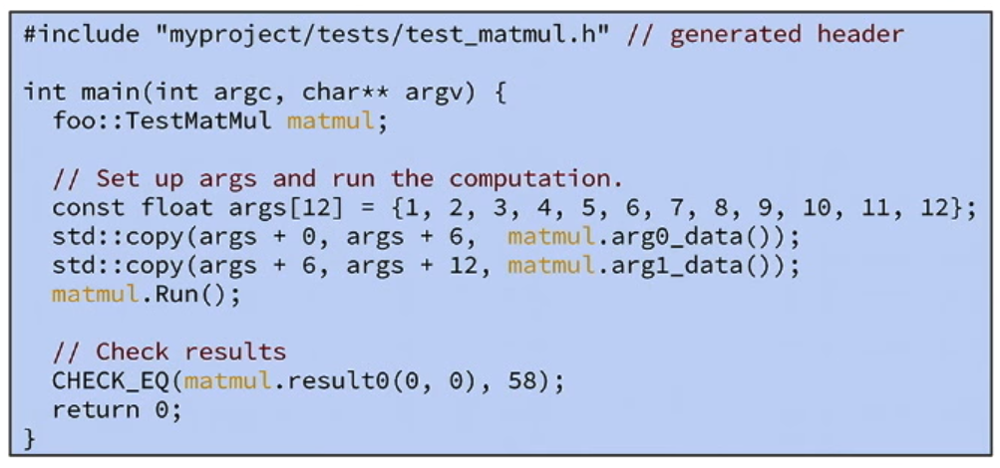 #include "myproject/tests/test_matmul.h" // generated header
int main(int argc, char** argv) {
foo::TestMatMul matmul;
// Set up args and run the computation.
const float args[12] = {1, 2, 3, 4, 5, 6, 7, 8, 9, 10, 11, 12};
std::copy(args + 0, args + 6,  matmul.arg0_data());
std::copy(args + 6, args + 12, matmul.arg1_data());
matmul.Run();
// Check results
CHECK_EQ(matmul.result0(0, 0), 58);
return 0;
}